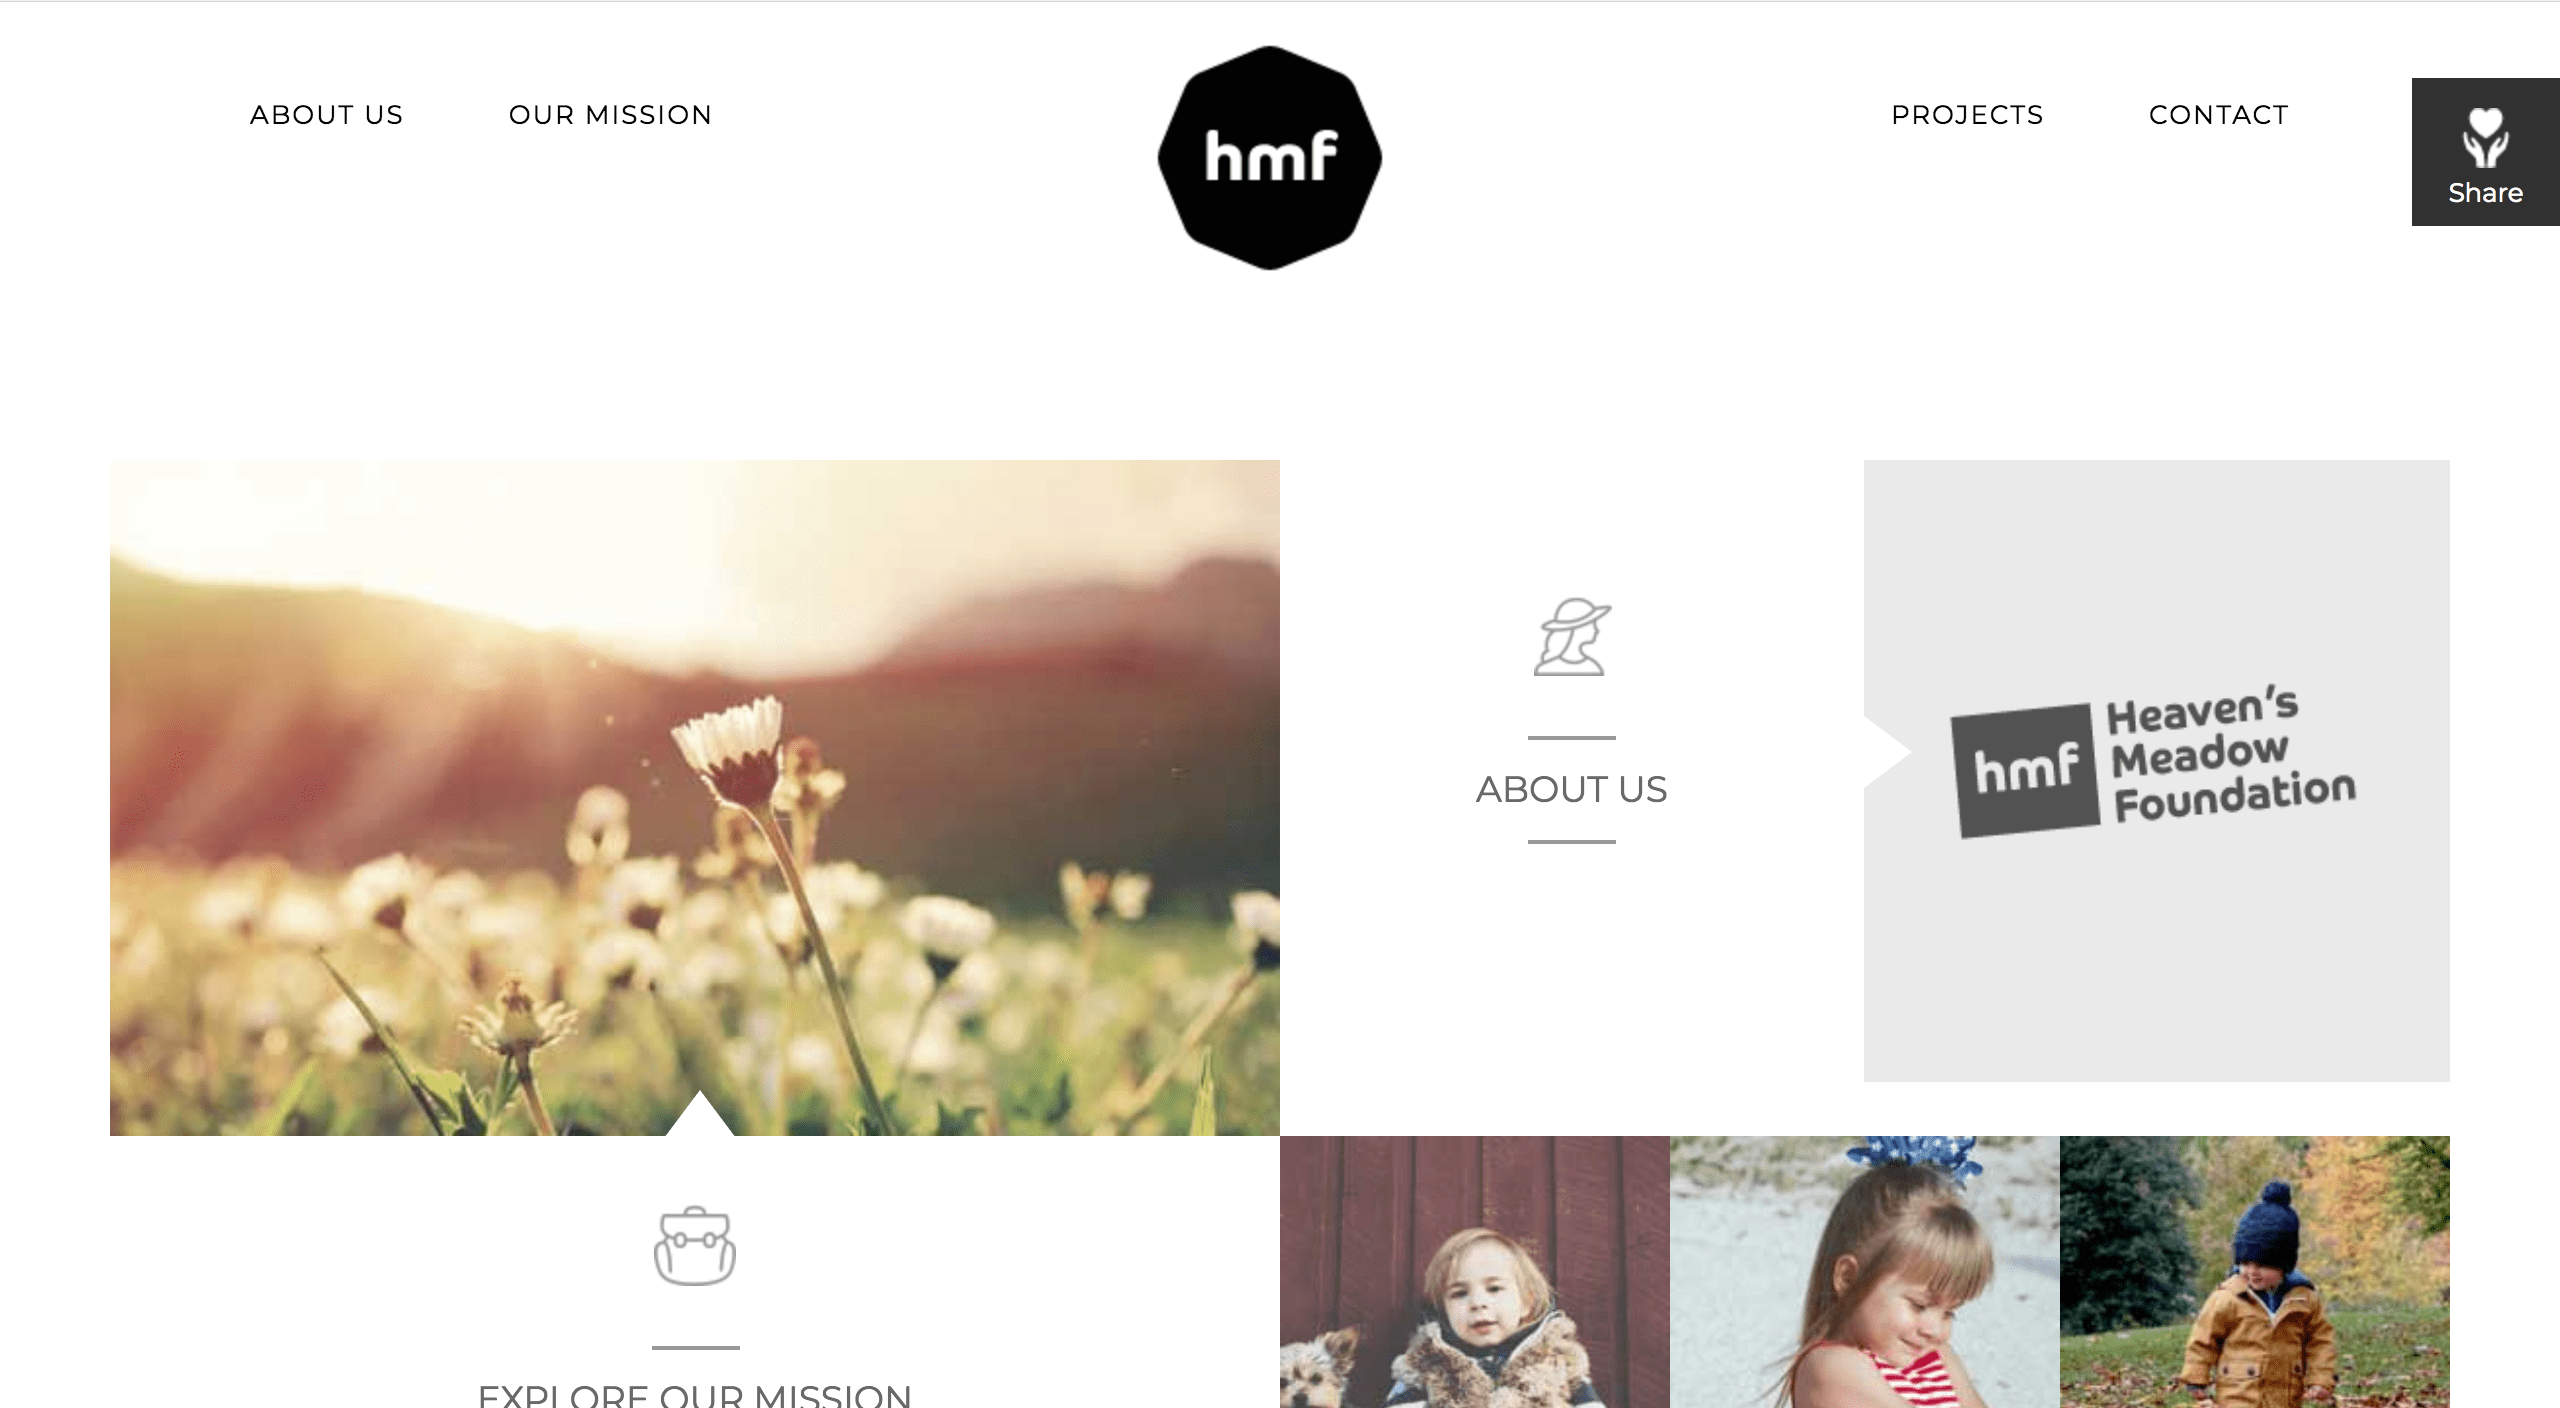 ABOUT US
OUR MISSION
hmf
PROJECTS
CONTACT
Share
ABOUT US
hmf
Heaven's
Meadow
Foundation
EXPLORE OUR MISSION